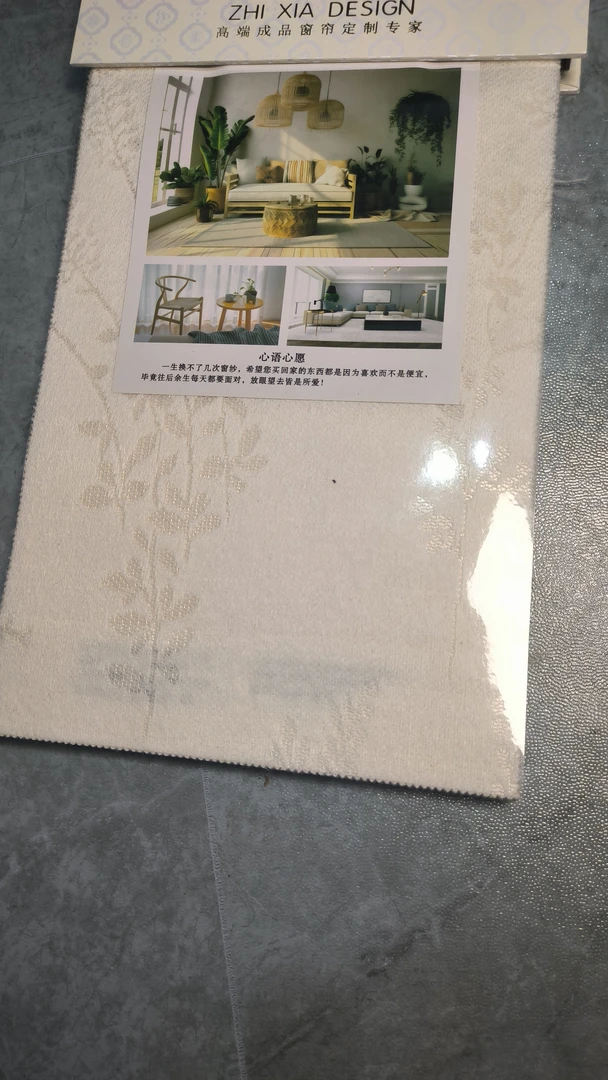 ZHI XIA DESIGN
高端成品窗帘定制专家
心语心愿
一生换不了几次窗纱，希望您买回家的东西都是因为喜欢而不是便宜，
毕竟往后余生每天都要面对，放眼望去皆是所爱！